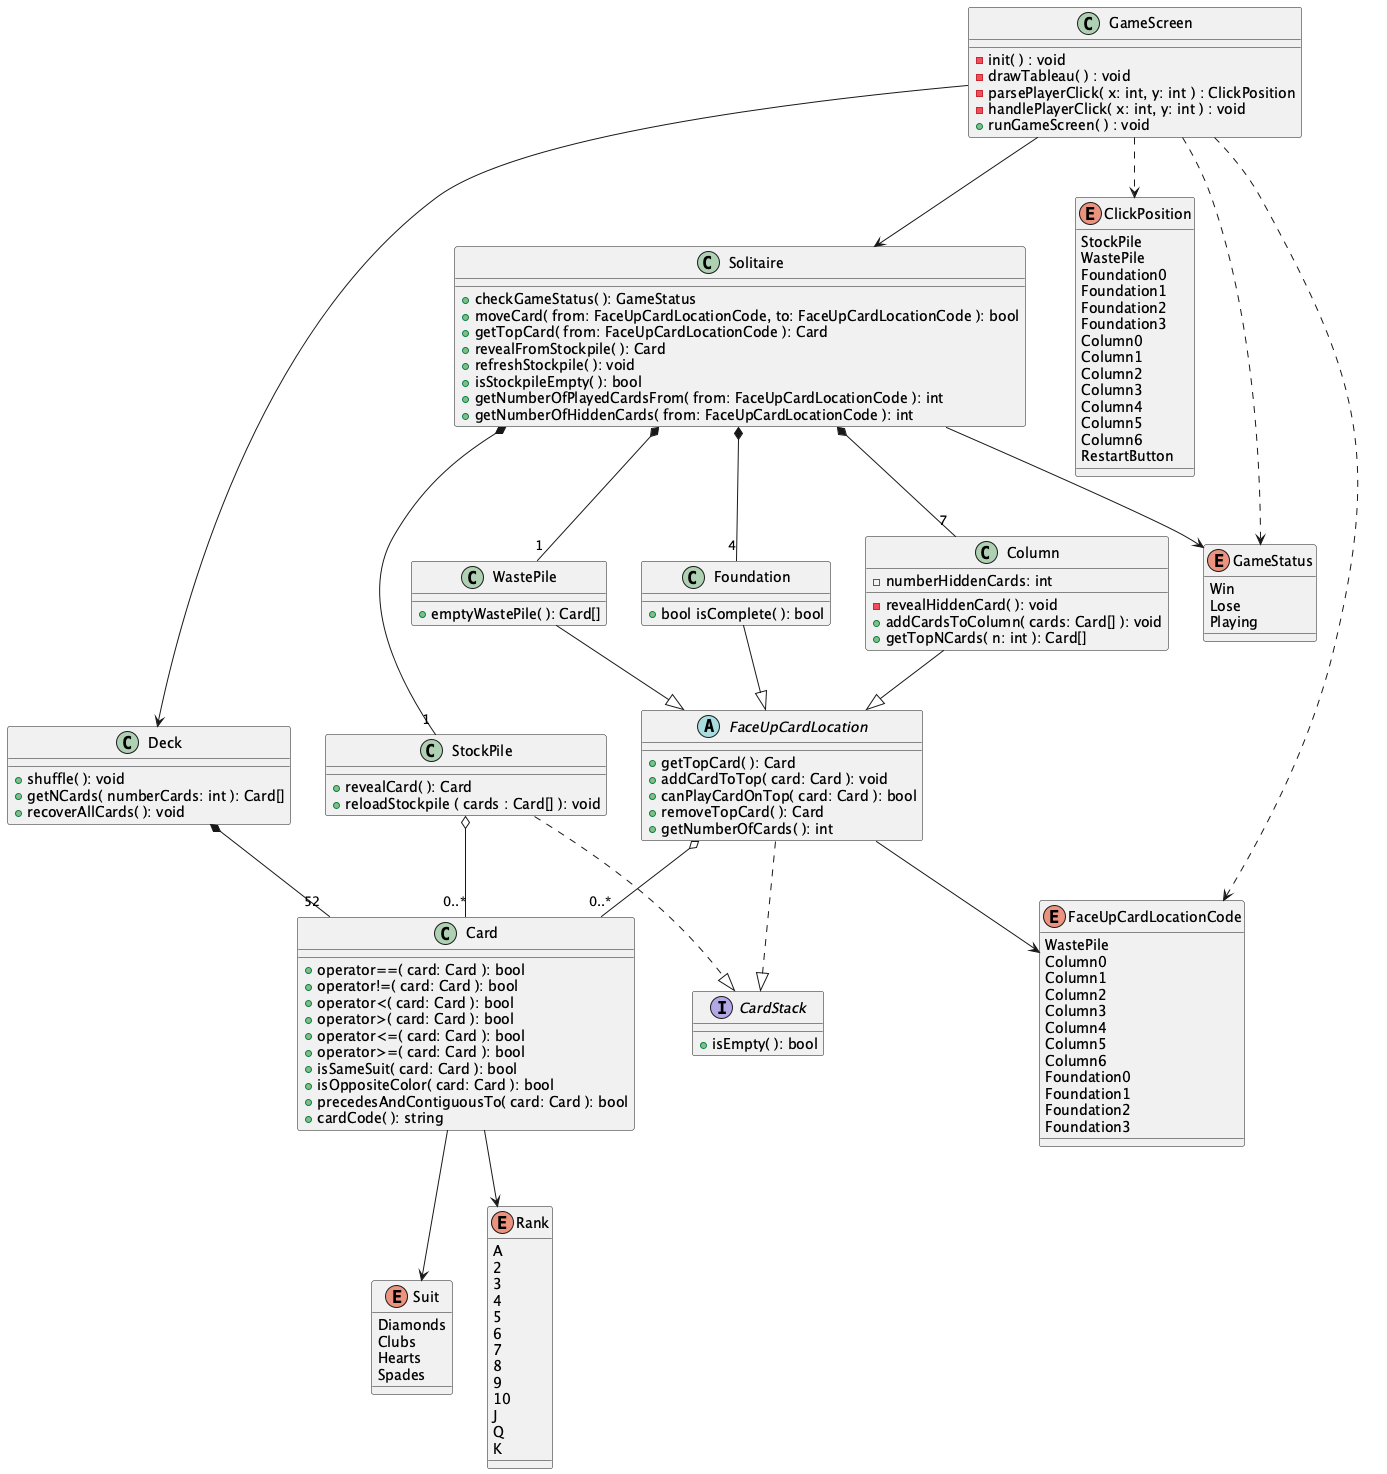 C GameScreen
init( ) : void
drawTableau( ) : void
parsePlayerClick( x: int, y: int ) : ClickPosition
handlePlayerClick( x: int, y: int ) : void
runGameScreen( ) : void
E ClickPosition
StockPile
WastePile
Foundation0
Foundation1
Foundation2
Foundation3
Column0
Column1
Column2
Column3
Column4
Column5
Column6
RestartButton
C Solitaire
checkGameStatus( ): GameStatus
moveCard( from: FaceUpCardLocationCode, to: FaceUpCardLocationCode ): bool
getTopCard( from: FaceUpCardLocationCode ): Card
revealFromStockpile( ): Card
refreshStockpile( ): void
isStockpileEmpty( ): bool
getNumberOfPlayedCardsFrom( from: FaceUpCardLocationCode ): int
getNumberOfHiddenCards( from: FaceUpCardLocationCode ): int
1
4
7
C WastePile
emptyWastePile( ): Card[]
C Foundation
bool isComplete( ): bool
C Column
numberHiddenCards: int
revealHiddenCard( ): void
addCardsToColumn( cards: Card[] ): void
getTopNCards( n: int ): Card[]
E GameStatus
Win
Lose
Playing
1
C Deck
shuffle( ): void
getNCards( numberCards: int ): Card[]
recoverAllCards( ): void
C StockPile
revealCard( ): Card
reloadStockpile ( cards : Card[] ): void
A FaceUpCardLocation
getTopCard( ): Card
addCardToTop( card: Card ): void
canPlayCardOnTop( card: Card ): bool
removeTopCard( ): Card
getNumberOfCards( ): int
52
0..*
0..*
C Card
operator==( card: Card ): bool
operator!=( card: Card ): bool
operator<( card: Card ): bool
operator>( card: Card ): bool
operator<=( card: Card ): bool
operator>=( card: Card ): bool
isSameSuit( card: Card ): bool
isOppositeColor( card: Card ): bool
precedesAndContiguousTo( card: Card ): bool
cardCode( ): string
I CardStack
isEmpty( ): bool
E FaceUpCardLocationCode
WastePile
Column0
Column1
Column2
Column3
Column4
Column5
Column6
Foundation0
Foundation1
Foundation2
Foundation3
E Suit
Diamonds
Clubs
Hearts
Spades
E Rank
A
2
3
4
5
6
7
8
9
10
J
Q
K